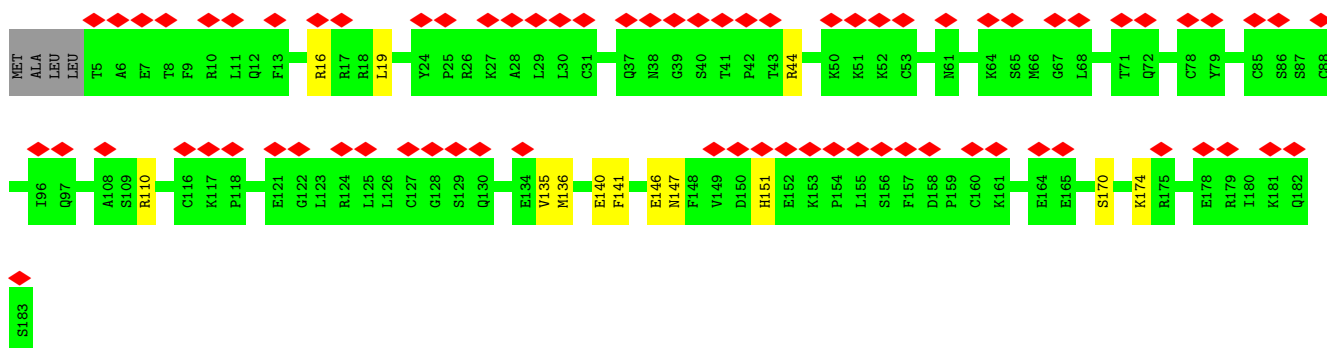 MET ALA LEU LEU T5 A6 E7 T8 F9 R10 L11 Q12 F13 R16 R17 R18 L19 Y24 P25 R26 K27 A28 L29 L30 C31 Q37 N38 G39 S40 T41 P42 T43 R44 K50 K51 K52 C53 N61 K64 S65 M66 G67 L68 T71 Q72 C78 Y79 C85 S86 S87 C88
I96 Q97 A108 S109 R110 C116 K117 P118 E121 G122 L123 R124 L125 L126 C127 G128 S129 Q130 E134 V135 M136 E140 F141 E146 N147 F148 V149 D150 H151 E152 K153 P154 L155 S156 F157 D158 P159 C160 K161 E164 E165 S170 K174 R175 E178 R179 I180 K181 Q182
S183